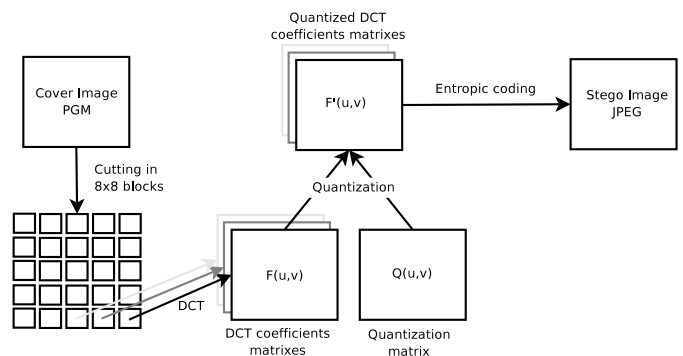 Quantized DCT
coefficients matrixes
Cover Image
PGM
F'(u,v)
Entropic coding
Stego Image
JPEG
Cutting in
8x8 blocks
Quantization
F(u,v)
Q(u,v)
DCT
DCT coefficients
matrixes
Quantization
matrix